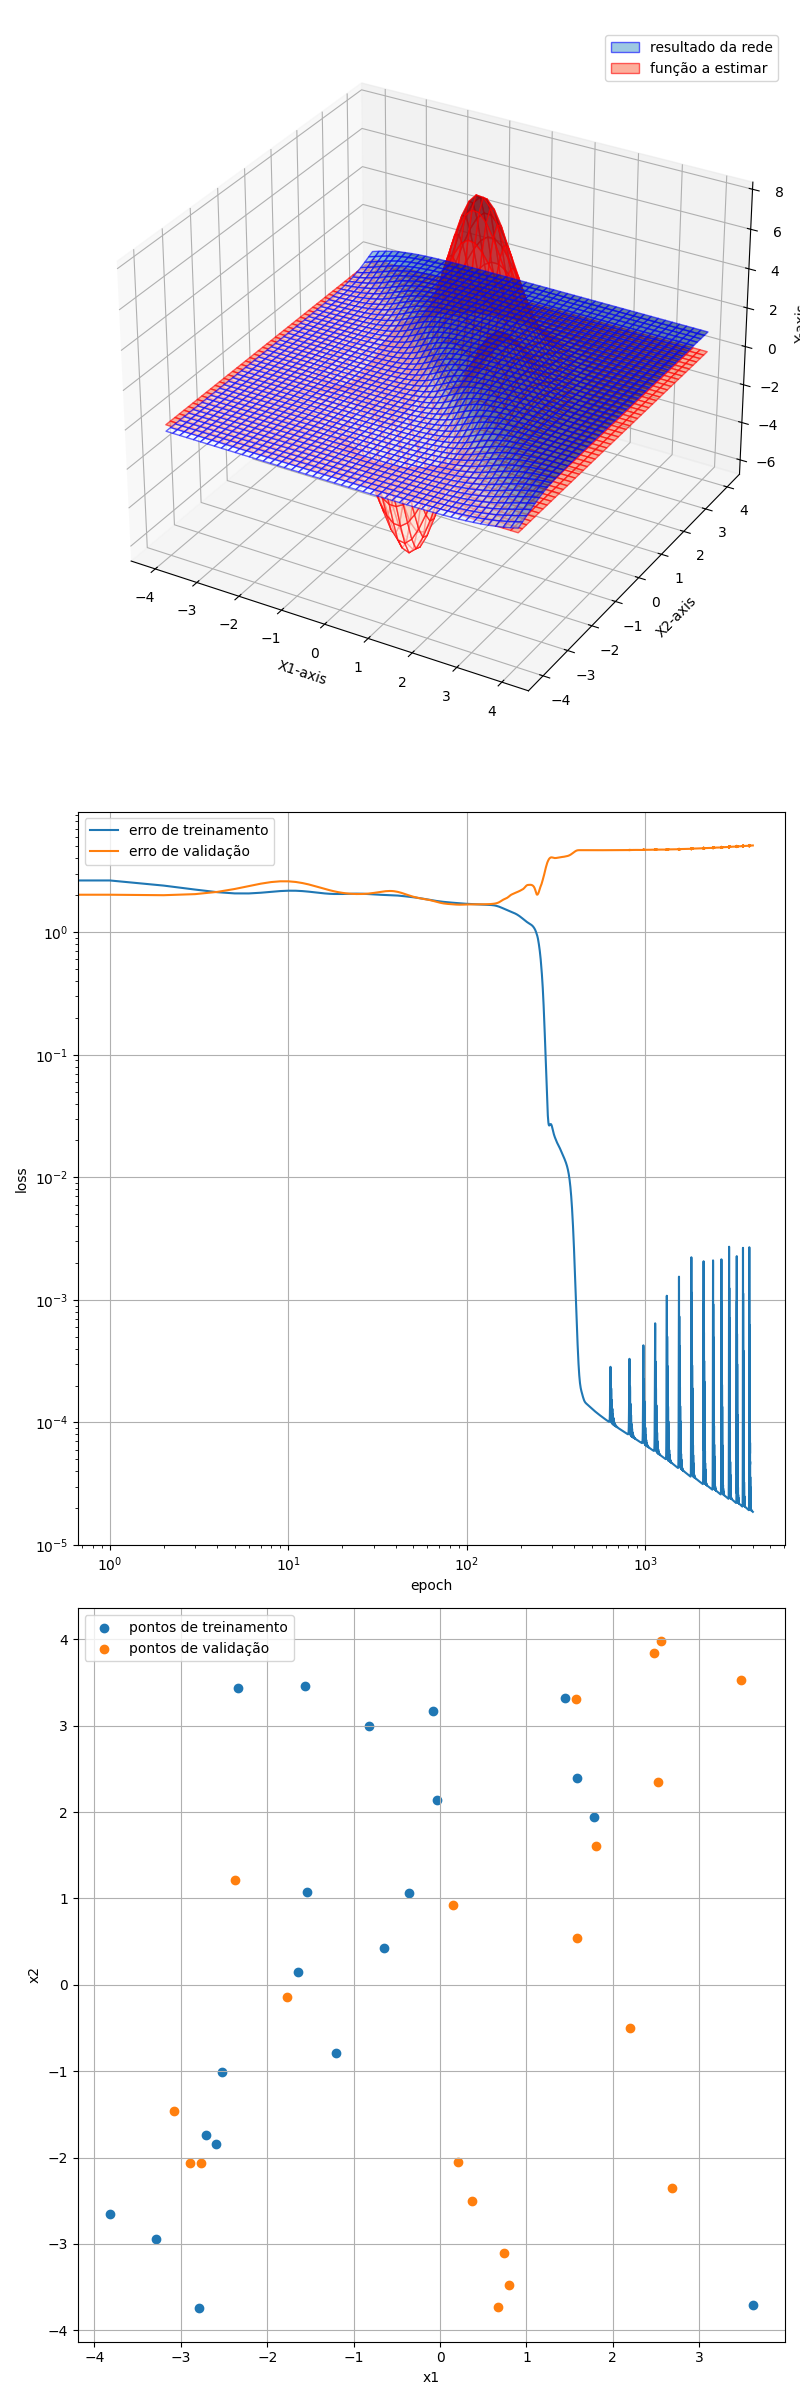 resultado da rede
função a estimar
8
6
4
2
0
−2
−4
−6
4
3
2
1
0
−1
−2
−3
−4
X2-axis
−4
−3
−2
−1
0
1
2
3
4
X1-axis
erro de treinamento
erro de validação
10⁰
10⁻¹
10⁻²
10⁻³
10⁻⁴
10⁻⁵
loss
10⁰ 10¹ 10² 10³
epoch
pontos de treinamento
pontos de validação
4
3
2
1
0
−1
−2
−3
−4
x2
−4 −3 −2 −1 0 1 2 3
x1